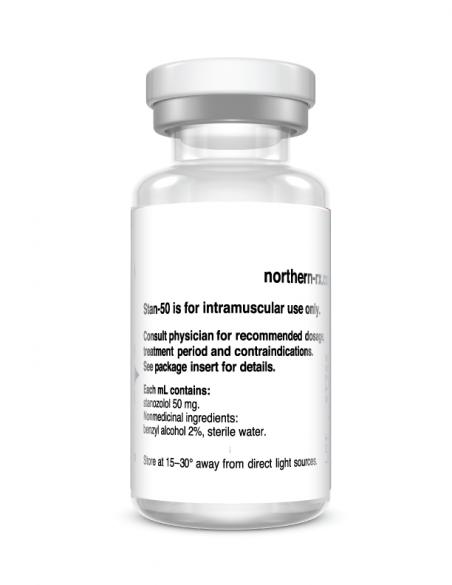 northern-rx.co
Stan-50 is for intramuscular use only.
Consult physician for recommended dosage,
treatment period and contraindications.
See package insert for details.
Each mL contains:
stanozolol 50 mg.
Nonmedicinal ingredients:
benzyl alcohol 2%, sterile water.
Store at 15–30° away from direct light sources.